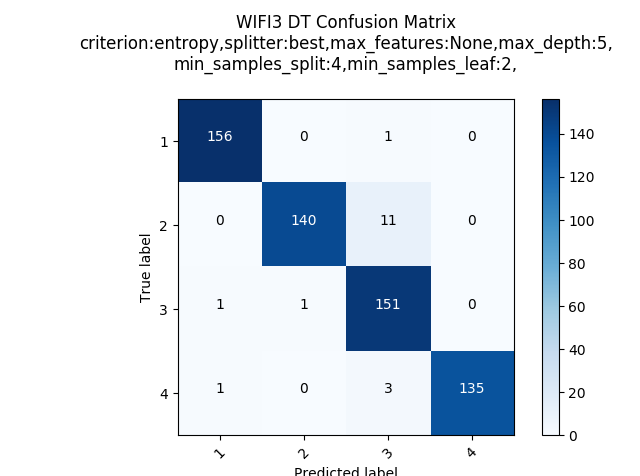 WIFI3 DT Confusion Matrix
criterion:entropy,splitter:best,max_features:None,max_depth:5,
min_samples_split:4,min_samples_leaf:2,
1 156 0 1 0
2 0 140 11 0
3 1 1 151 0
4 1 0 3 135
1 2 3 4
True label
Predicted label
140
120
100
80
60
40
20
0